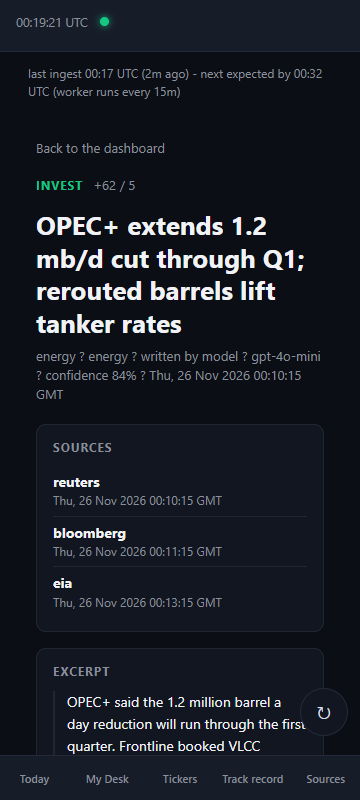 00:19:21 UTC
last ingest 00:17 UTC (2m ago) - next expected by 00:32
UTC (worker runs every 15m)
Back to the dashboard
INVEST +62 / 5
OPEC+ extends 1.2
mb/d cut through Q1;
rerouted barrels lift
tanker rates
energy ? energy ? written by model ? gpt-4o-mini
? confidence 84% ? Thu, 26 Nov 2026 00:10:15
GMT
SOURCES
reuters
Thu, 26 Nov 2026 00:10:15 GMT
bloomberg
Thu, 26 Nov 2026 00:11:15 GMT
eia
Thu, 26 Nov 2026 00:13:15 GMT
EXCERPT
OPEC+ said the 1.2 million barrel a
day reduction will run through the first
quarter. Frontline booked VLCC
↻
Today My Desk Tickers Track record Sources